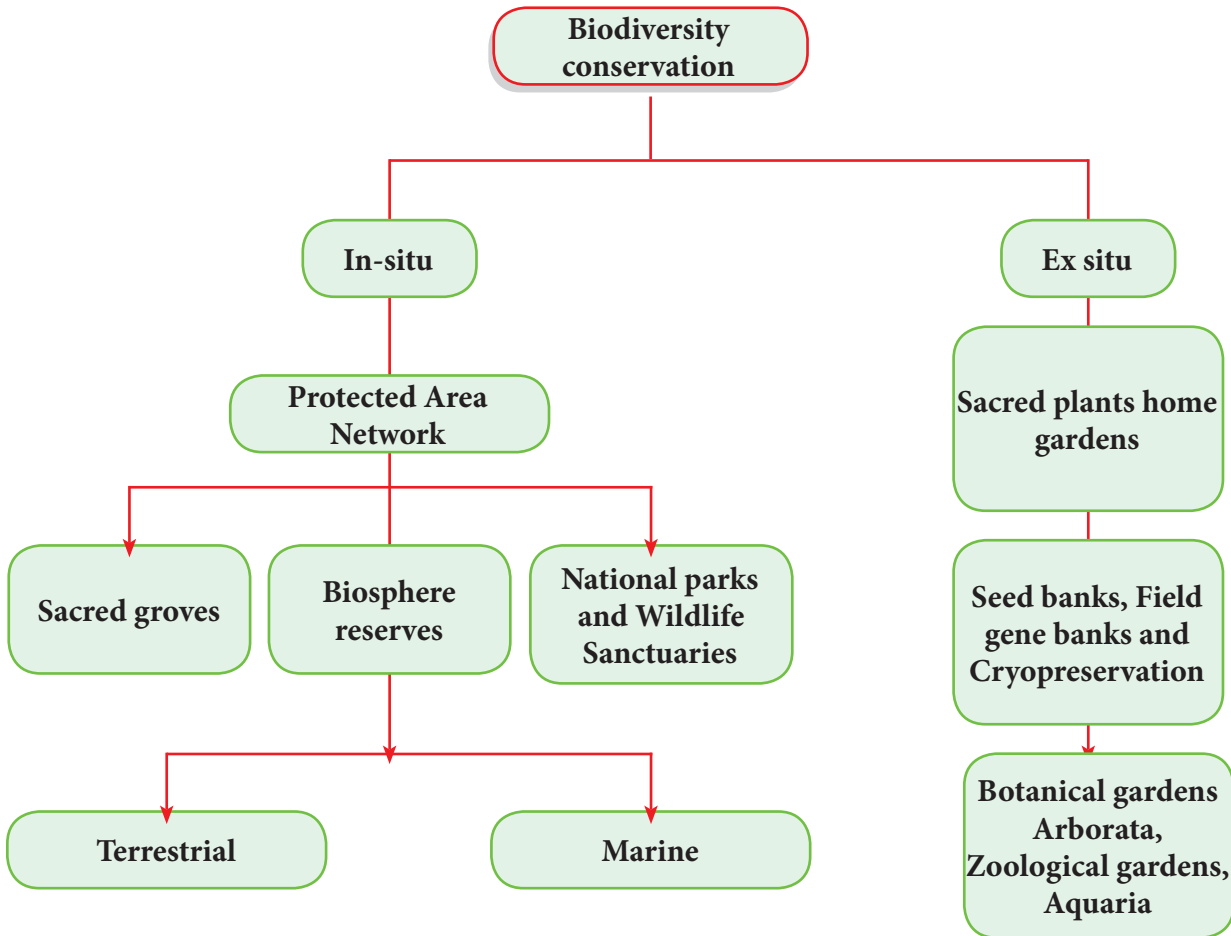 Biodiversity
conservation
In-situ
Ex situ
Protected Area
Network
Sacred plants home
gardens
Sacred groves
Biosphere
reserves
National parks
and Wildlife
Sanctuaries
Seed banks, Field
gene banks and
Cryopreservation
Terrestrial
Marine
Botanical gardens
Arborata,
Zoological gardens,
Aquaria